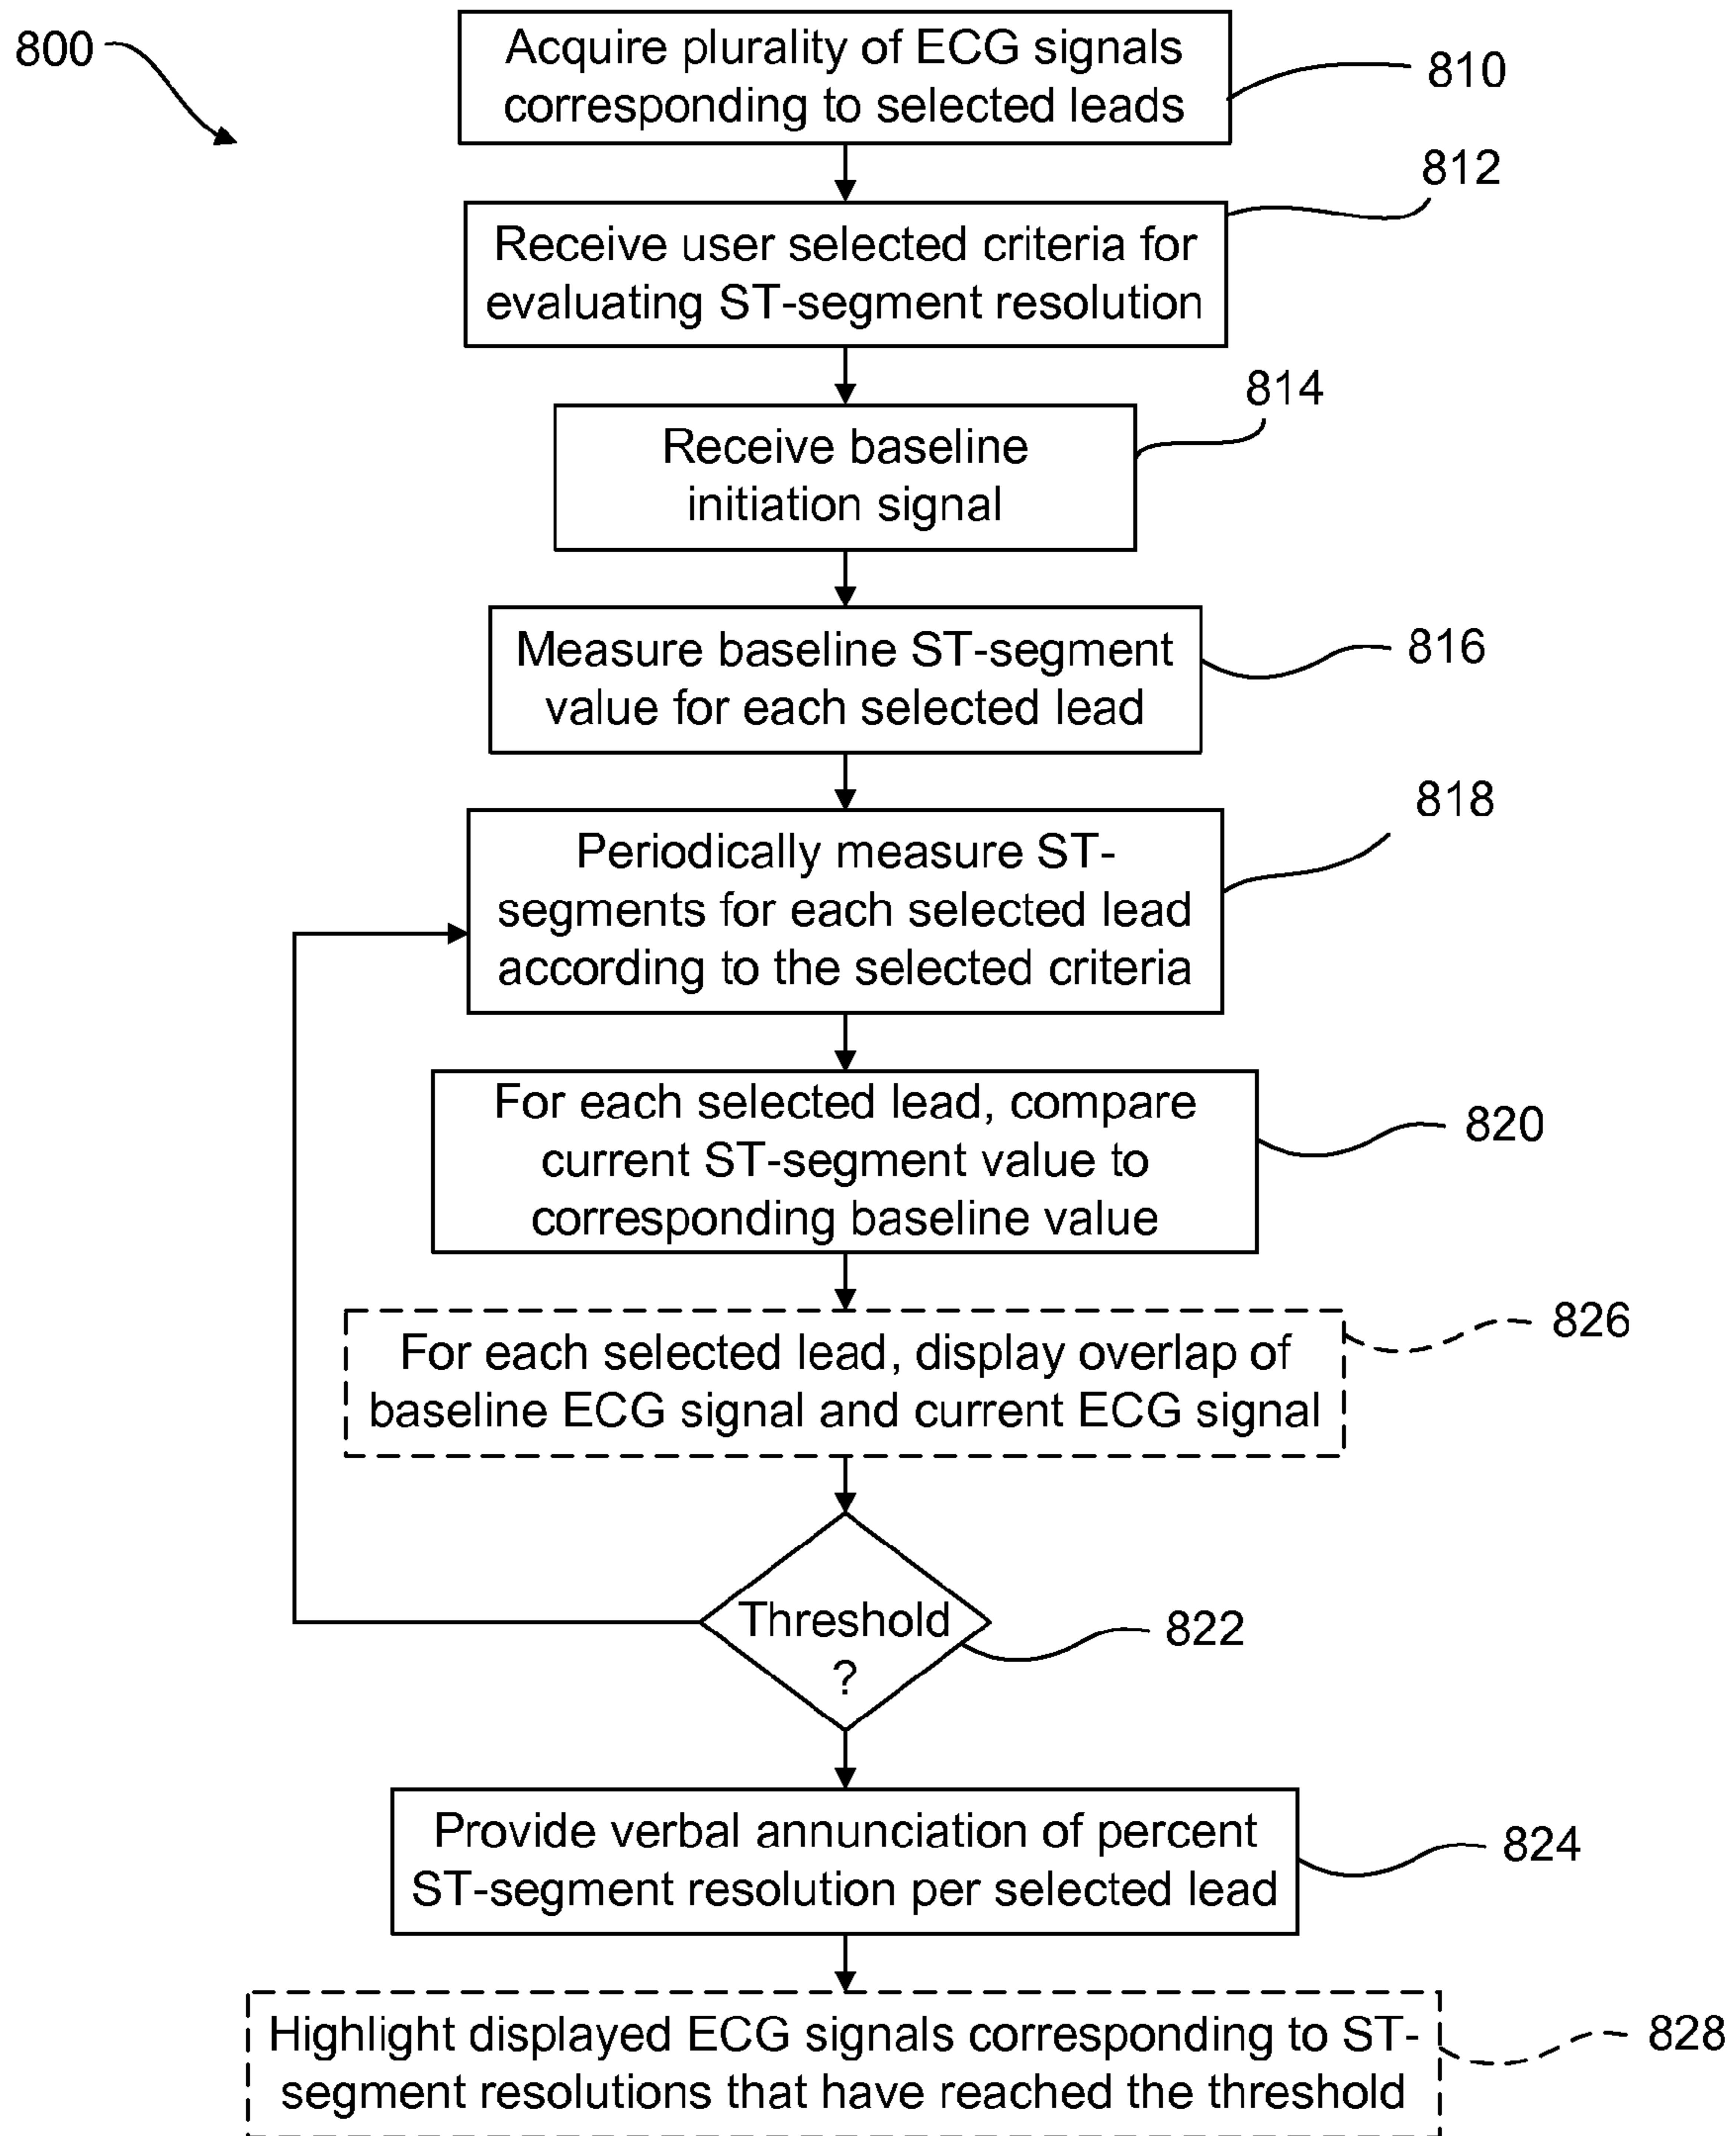 800
Acquire plurality of ECG signals
corresponding to selected leads
810
812
Receive user selected criteria for
evaluating ST-segment resolution
814
Receive baseline
initiation signal
Measure baseline ST-segment
value for each selected lead
816
818
Periodically measure ST-
segments for each selected lead
according to the selected criteria
For each selected lead, compare
current ST-segment value to
corresponding baseline value
820
For each selected lead, display overlap of
baseline ECG signal and current ECG signal
826
Threshold
?
822
Provide verbal annunciation of percent
ST-segment resolution per selected lead
824
Highlight displayed ECG signals corresponding to ST-
segment resolutions that have reached the threshold
828